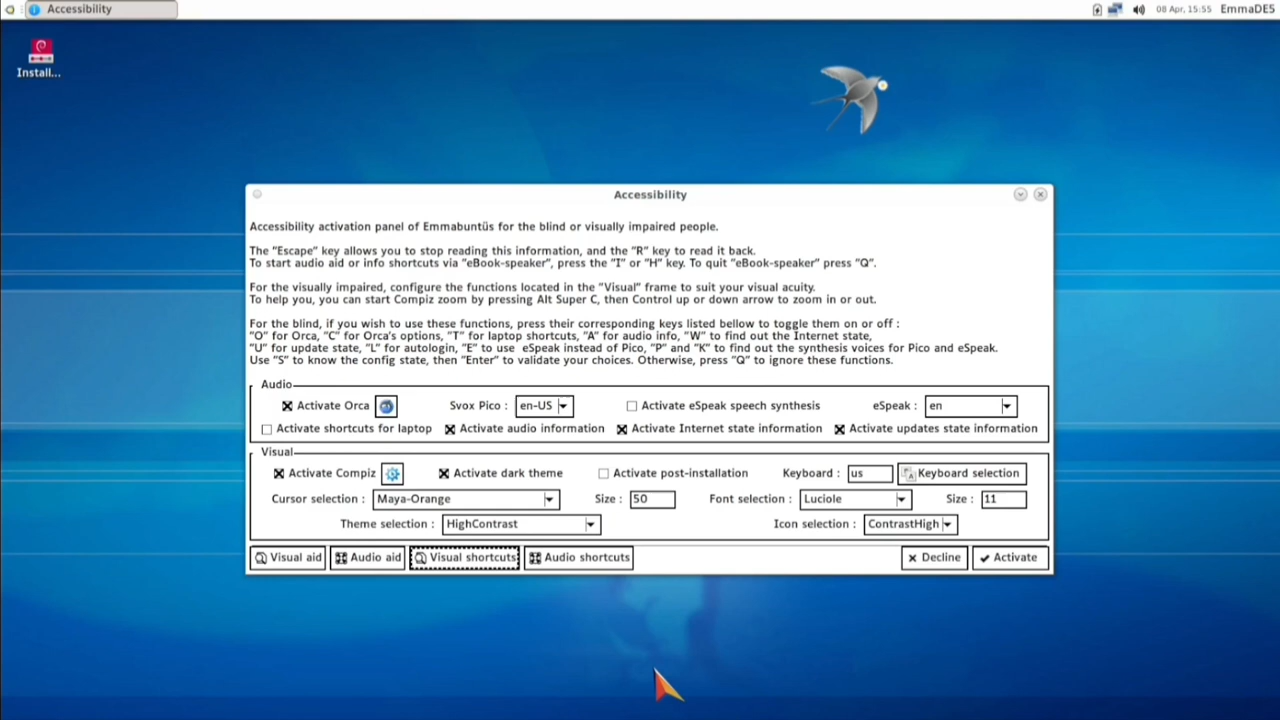 Accessibility
08 Apr, 15:55 EmmaDE5
Install...
Accessibility
Accessibility activation panel of Emmabuntüs for the blind or visually impaired people.
The "Escape" key allows you to stop reading this information, and the "R" key to read it back.
To start audio aid or info shortcuts via "eBook-speaker", press the "I" or "H" key. To quit "eBook-speaker" press "Q".
For the visually impaired, configure the functions located in the "Visual" frame to suit your visual acuity.
To help you, you can start Compiz zoom by pressing Alt Super C, then Control up or down arrow to zoom in or out.
For the blind, if you wish to use these functions, press their corresponding keys listed bellow to toggle them on or off :
"O" for Orca, "C" for Orca's options, "T" for laptop shortcuts, "A" for audio info, "W" to find out the Internet state,
"U" for update state, "L" for autologin, "E" to use eSpeak instead of Pico, "P" and "K" to find out the synthesis voices for Pico and eSpeak.
Use "S" to know the config state, then "Enter" to validate your choices. Otherwise, press "Q" to ignore these functions.
Audio
Activate Orca Svox Pico : en-US Activate eSpeak speech synthesis eSpeak : en
Activate shortcuts for laptop Activate audio information Activate Internet state information Activate updates state information
Visual
Activate Compiz Activate dark theme Activate post-installation Keyboard : us Keyboard selection
Cursor selection : Maya-Orange Size : 50 Font selection : Luciole Size : 11
Theme selection : HighContrast Icon selection : ContrastHigh
Visual aid Audio aid Visual shortcuts Audio shortcuts Decline Activate